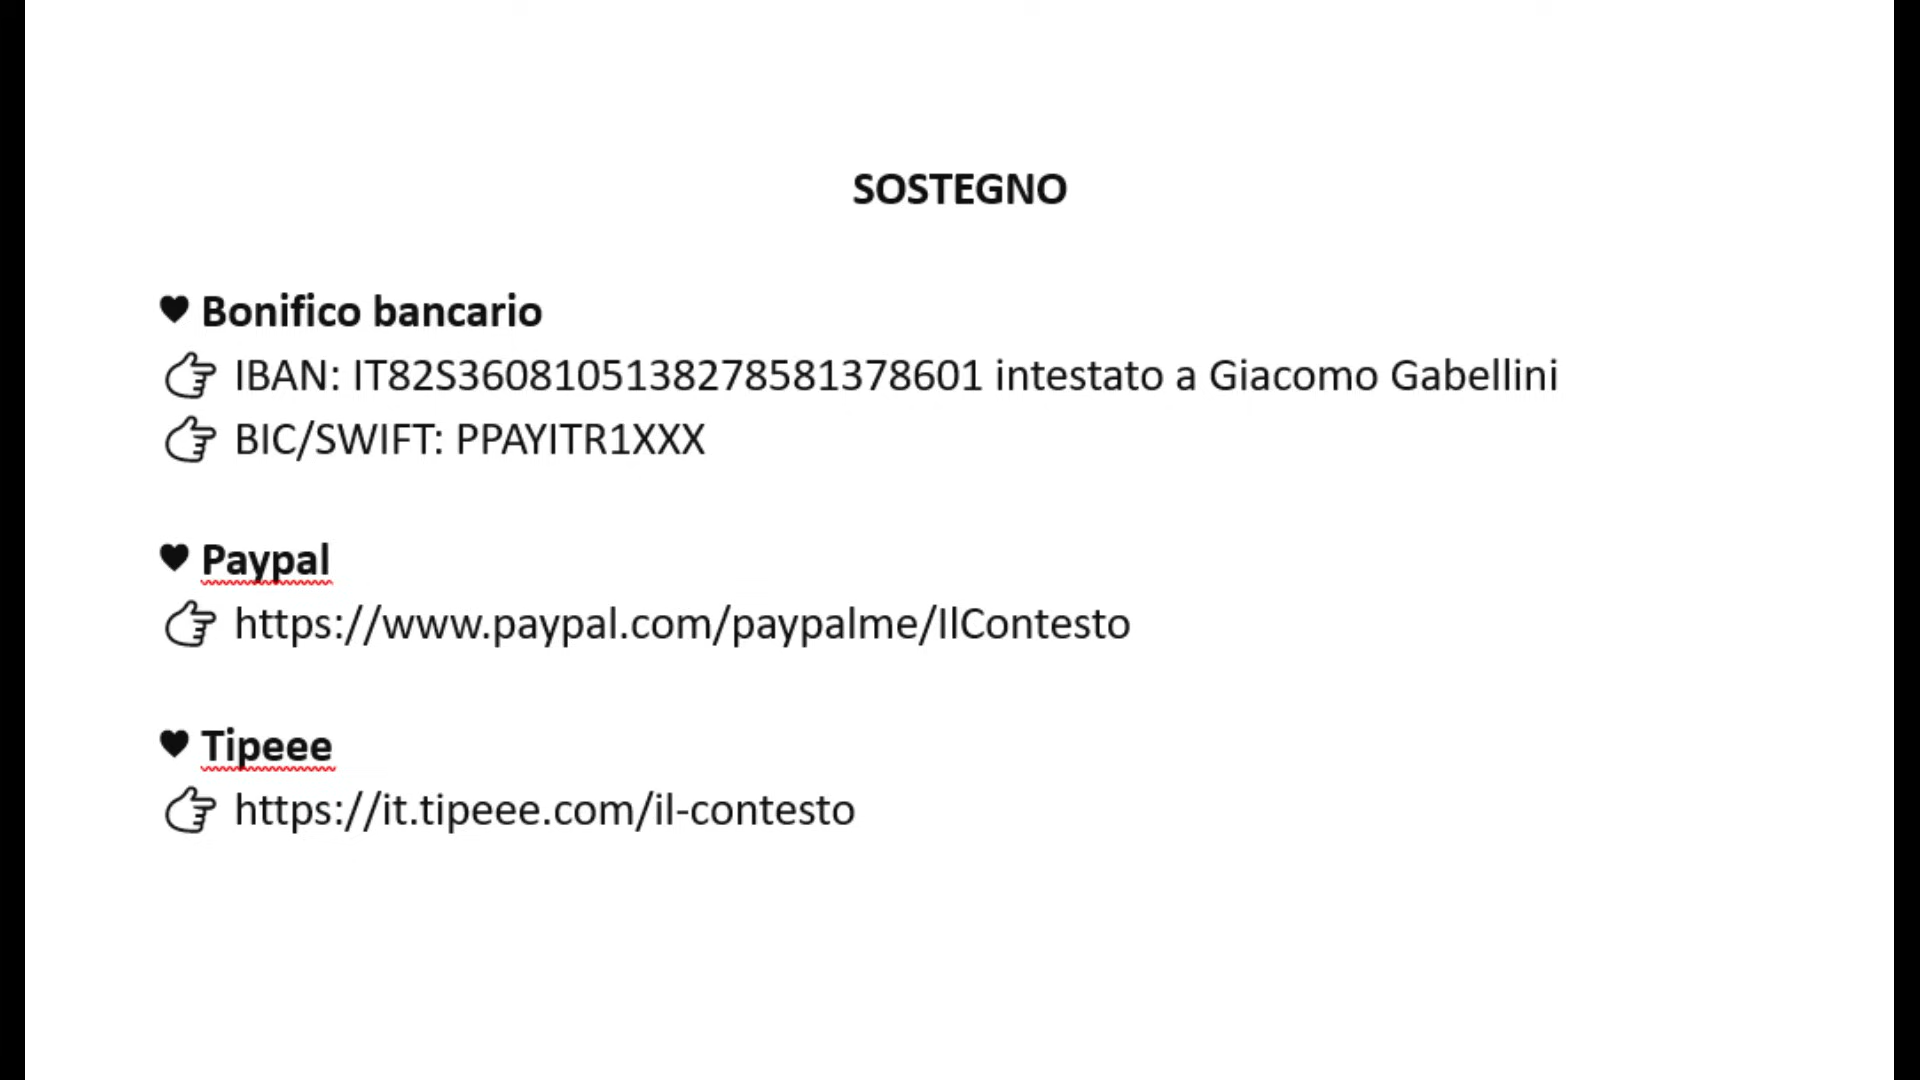 SOSTEGNO
♥ Bonifico bancario
👉 IBAN: IT82S3608105138278581378601 intestato a Giacomo Gabellini
👉 BIC/SWIFT: PPAYITR1XXX
♥ Paypal
👉 https://www.paypal.com/paypalme/IlContesto
♥ Tipeee
👉 https://it.tipeee.com/il-contesto